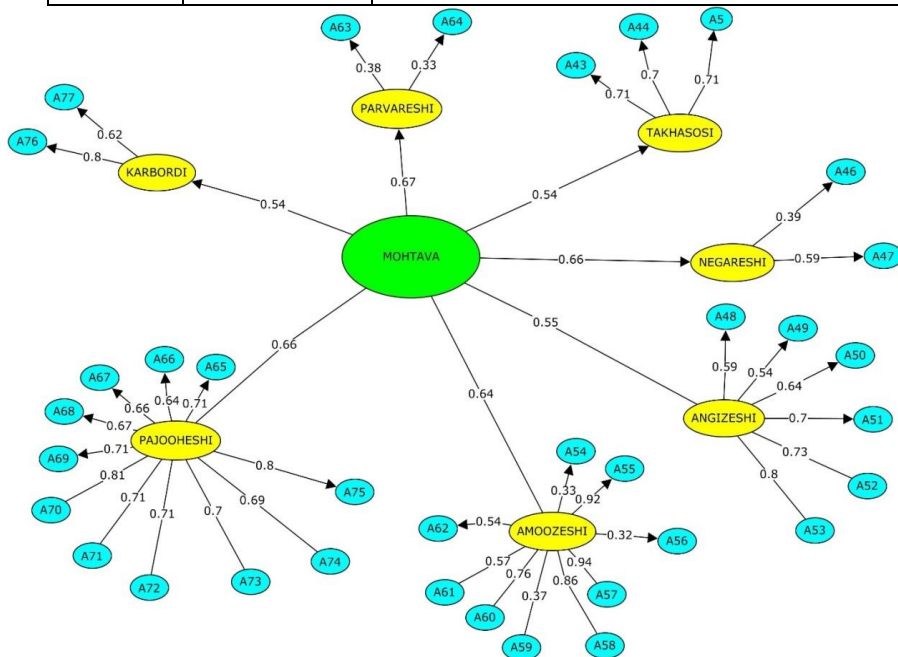 A63
A64
0.38
0.33
PARVARESHI
A43
A44
A5
0.71
0.7
0.71
TAKHASOSI
A77
A76
0.62
0.8
KARBORDI
0.54
0.67
0.54
MOHTAVA
A46
A47
0.39
0.59
NEGARESHI
0.66
A48
A49
A50
A51
A52
A53
0.59
0.54
0.64
0.7
0.73
0.8
ANGIZESHI
0.55
0.66
0.64
A65
A66
A67
A68
A69
A70
A71
A72
A73
A74
A75
0.71
0.64
0.66
0.67
0.71
0.81
0.71
0.71
0.7
0.69
0.8
PAJOOHESHI
A54
A55
A56
A57
A58
A59
A60
A61
A62
0.33
0.92
0.32
0.94
0.86
0.37
0.76
0.57
0.54
AMOOZESHI